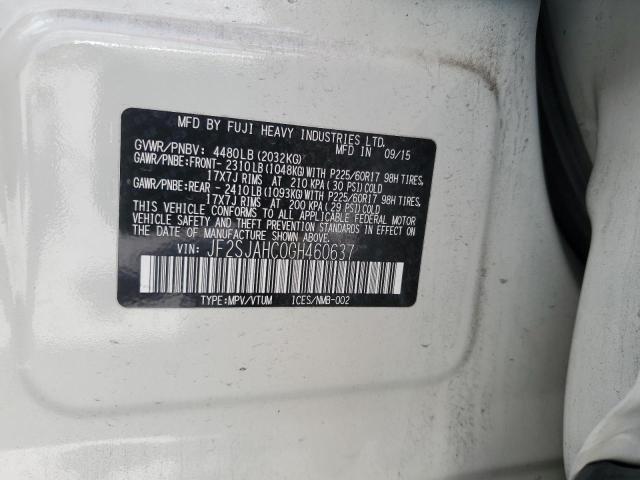 MFD BY FUJI HEAVY INDUSTRIES LTD.
GVWR/PNBV: 4480LB (2032KG) MFD IN 09/15
GAWR/PNBE:FRONT- 2310LB(1048KG)WITH P225/60R17 98H TIRES,
17X7J RIMS AT 210 KPA( 30 PSI)COLD
GAWR/PNBE:REAR - 2410LB(1093KG)WITH P225/60R17 98H TIRES,
17X7J RIMS AT 200 KPA( 29 PSI)COLD
THIS VEHICLE CONFORMS TO ALL APPLICABLE FEDERAL MOTOR
VEHICLE SAFETY AND BUMPER STANDARDS IN EFFECT ON
THE DATE OF MANUFACTURE SHOWN ABOVE.
VIN: JF2SJAHC0GH460637
TYPE:MPV/VTUM ICES/NMB-002